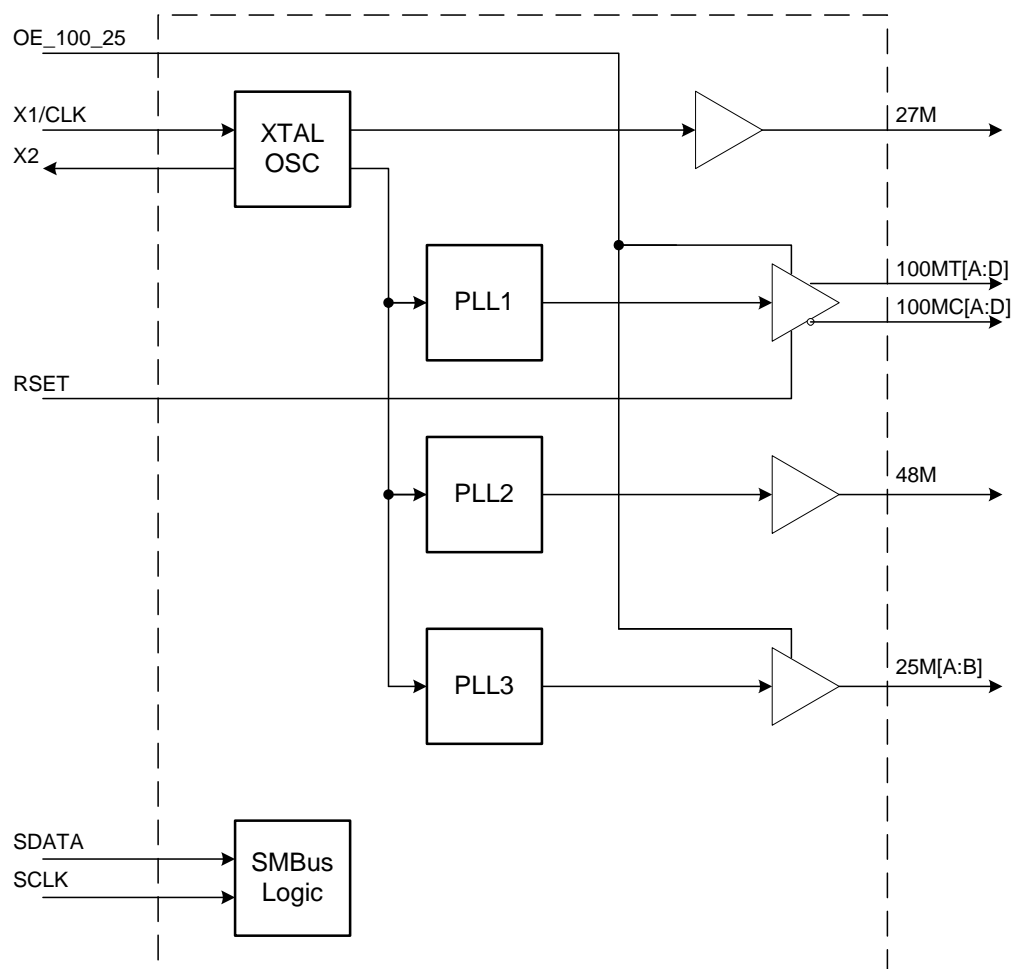 OE_100_25
X1/CLK
X2
XTAL
OSC
27M
PLL1
100MT[A:D]
100MC[A:D]
RSET
PLL2
48M
PLL3
25M[A:B]
SDATA
SCLK
SMBus
Logic